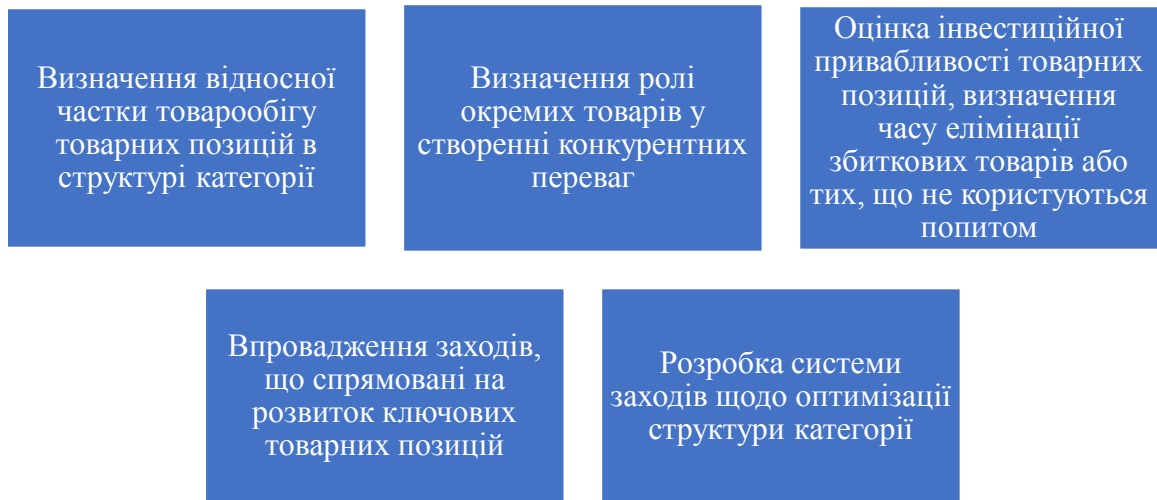 Визначення відносної
частки товарообігу
товарних позицій в
структурі категорії
Визначення ролі
окремих товарів у
створенні конкурентних
переваг
Оцінка інвестиційної
привабливості товарних
позицій, визначення
часу елімінації
збиткових товарів або
тих, що не користуються
попитом
Впровадження заходів,
що спрямовані на
розвиток ключових
товарних позицій
Розробка системи
заходів щодо оптимізації
структури категорії